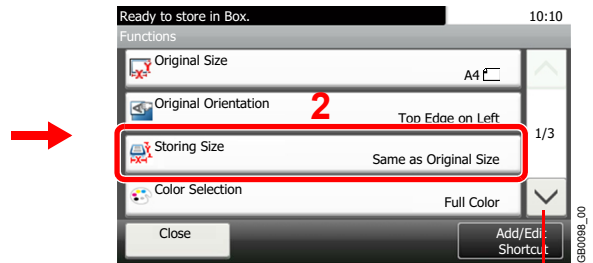 Ready to store in Box.
10:10
Functions
Original Size
A4
Original Orientation
2
Top Edge on Left
1/3
Storing Size
Same as Original Size
Color Selection
Full Color
Close
Add/Edit
Shortcut
GB0098_00